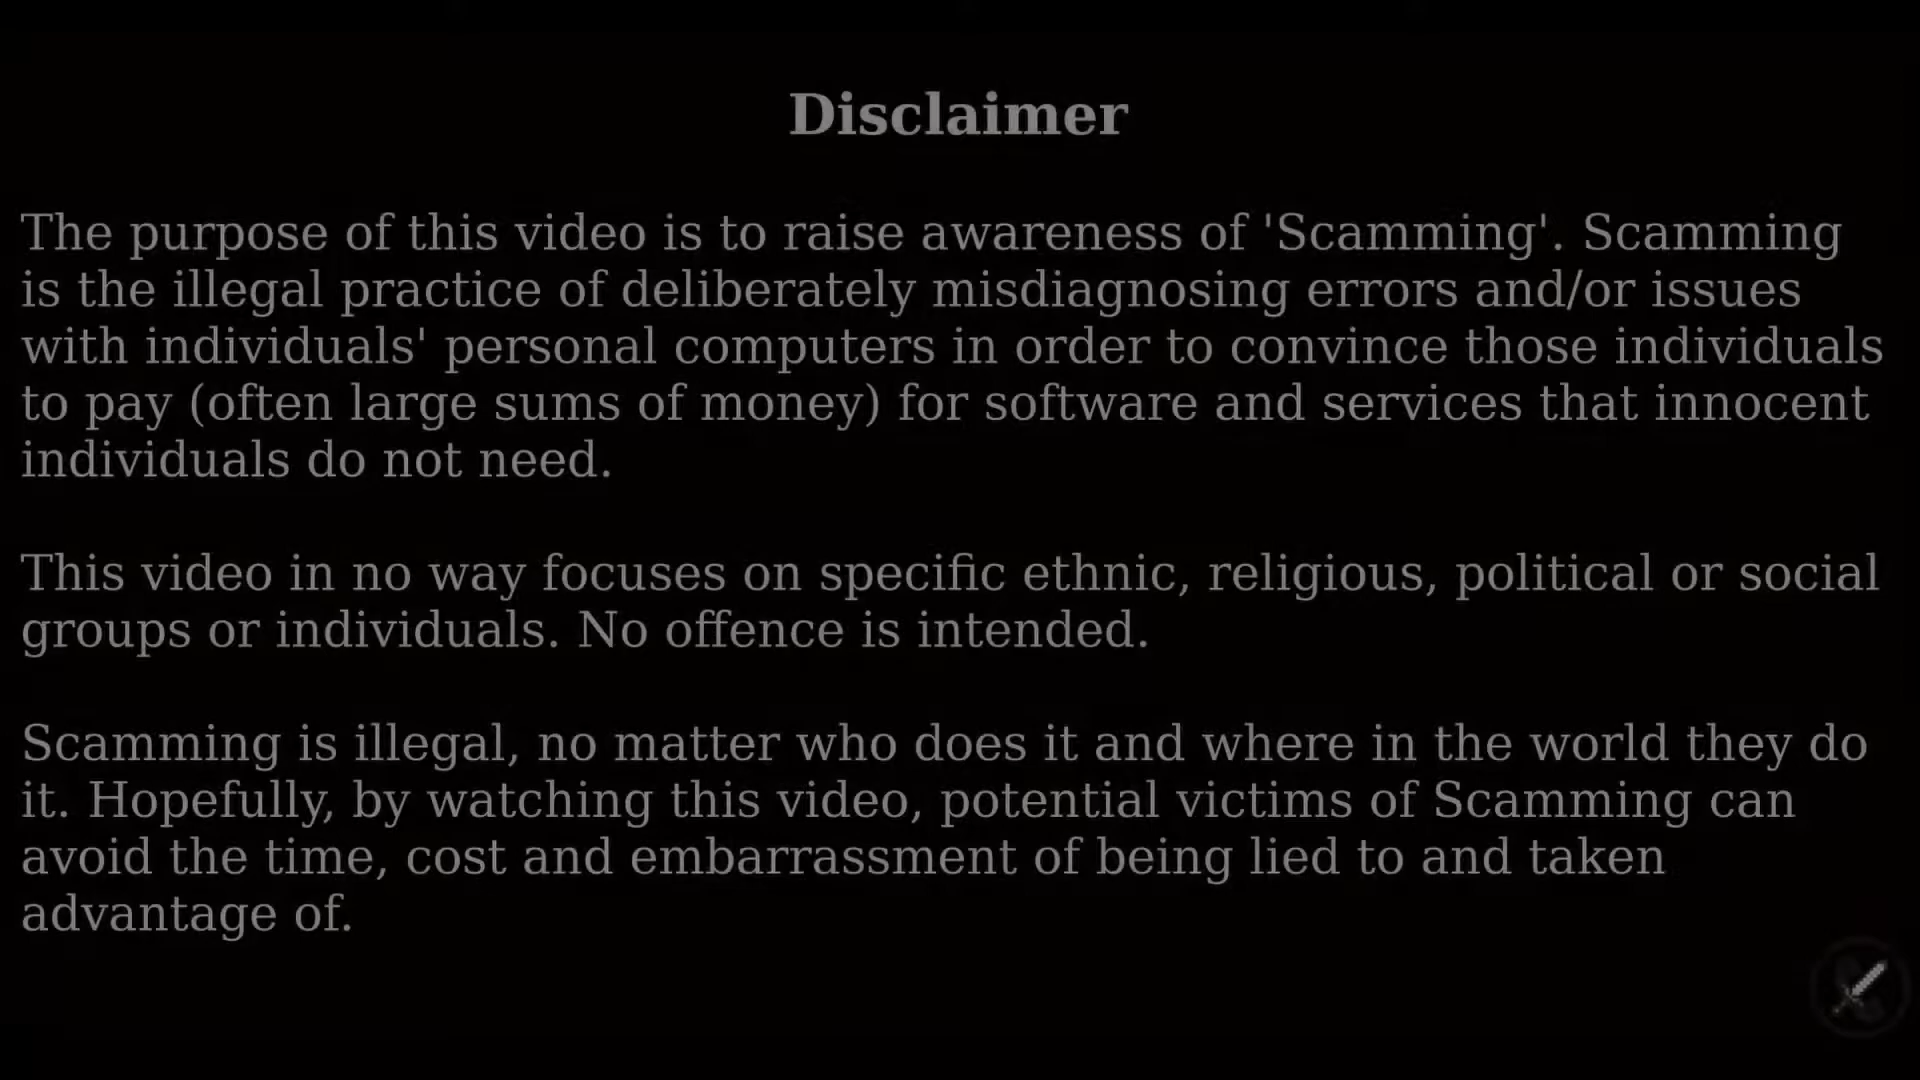 Disclaimer
The purpose of this video is to raise awareness of 'Scamming'. Scamming
is the illegal practice of deliberately misdiagnosing errors and/or issues
with individuals' personal computers in order to convince those individuals
to pay (often large sums of money) for software and services that innocent
individuals do not need.
This video in no way focuses on specific ethnic, religious, political or social
groups or individuals. No offence is intended.
Scamming is illegal, no matter who does it and where in the world they do
it. Hopefully, by watching this video, potential victims of Scamming can
avoid the time, cost and embarrassment of being lied to and taken
advantage of.